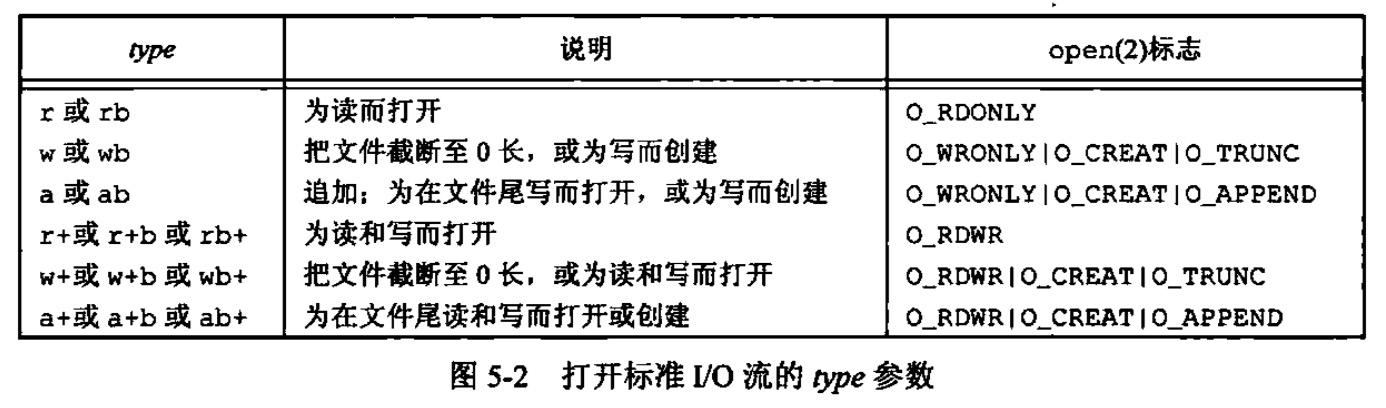 type 说明 open(2)标志
r 或 rb 为读而打开 O_RDONLY
w 或 wb 把文件截断至 0 长，或为写而创建 O_WRONLY|O_CREAT|O_TRUNC
a 或 ab 追加；为在文件尾写而打开，或为写而创建 O_WRONLY|O_CREAT|O_APPEND
r+或 r+b 或 rb+ 为读和写而打开 O_RDWR
w+或 w+b 或 wb+ 把文件截断至 0 长，或为读和写而打开 O_RDWR|O_CREAT|O_TRUNC
a+或 a+b 或 ab+ 为在文件尾读和写而打开或创建 O_RDWR|O_CREAT|O_APPEND
图 5-2 打开标准 I/O 流的 type 参数